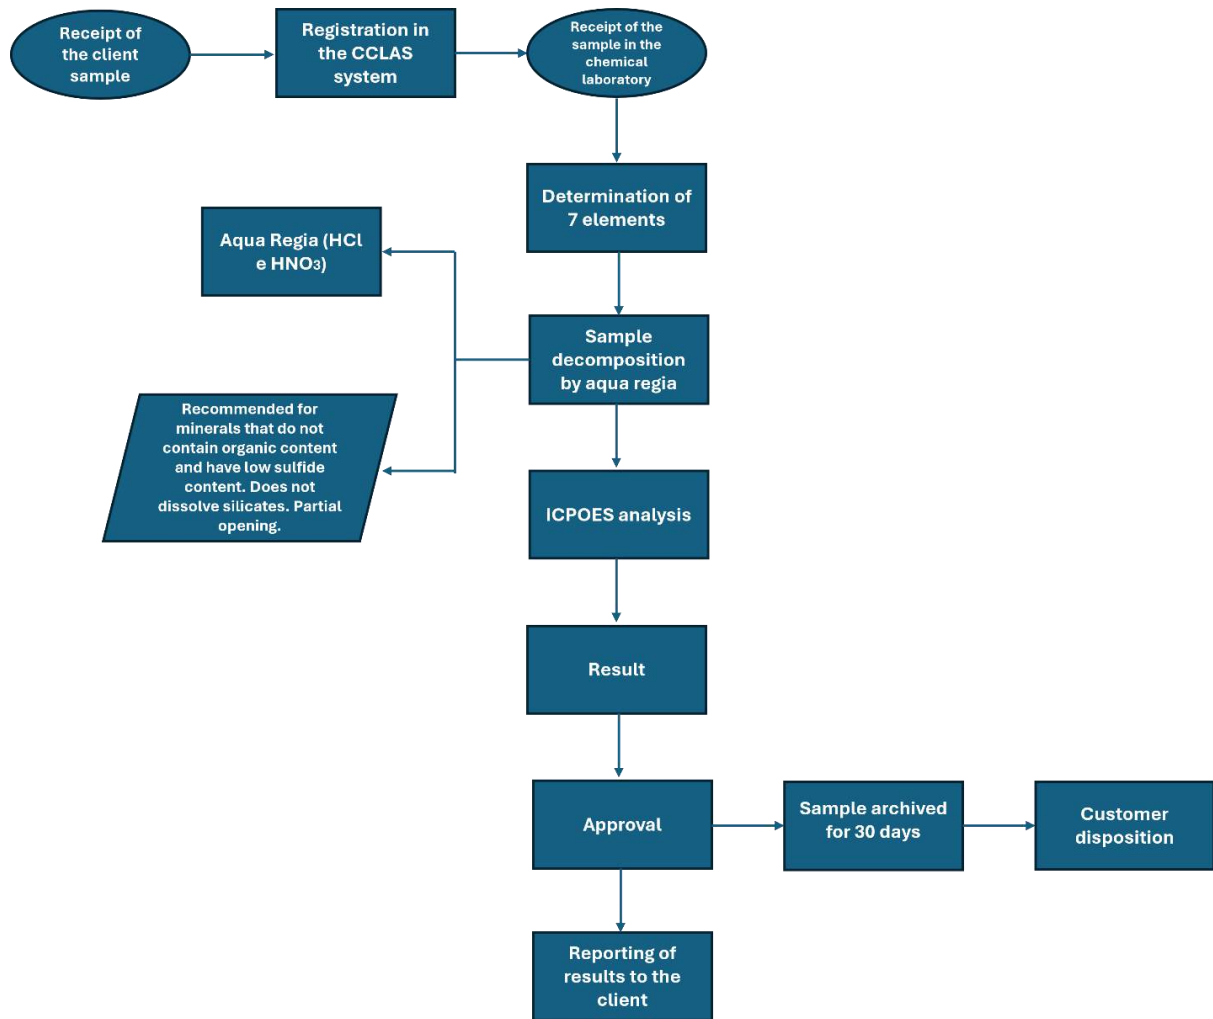 Receipt of
the client
sample
Registration in
the CCLAS
system
Receipt of the
sample in the
chemical
laboratory
Determination of
7 elements
Aqua Regia (HCl
e HNO₃)
Sample
decomposition
by aqua regia
Recommended for
minerals that do not
contain organic content
and have low sulfide
content. Does not
dissolve silicates. Partial
opening.
ICPOES analysis
Result
Approval
Sample archived
for 30 days
Customer
disposition
Reporting of
results to the
client